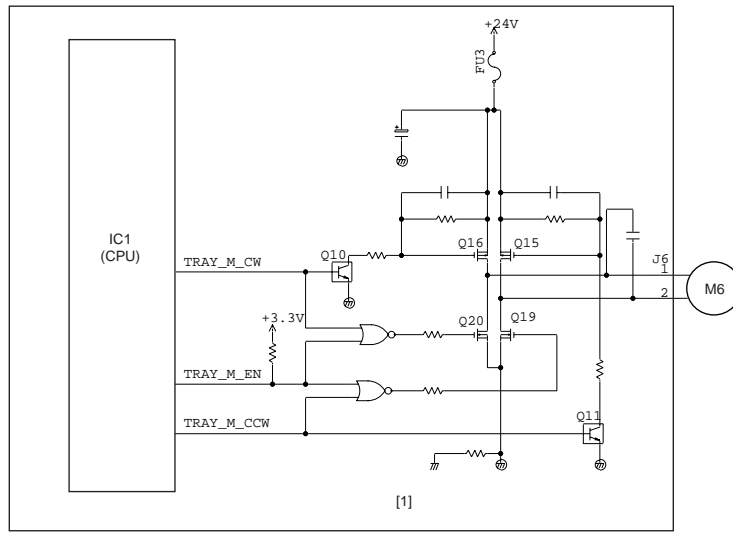 +24V
FU3
IC1
(CPU)
Q10
Q16
Q15
TRAY_M_CW
J6
1
M6
2
+3.3V
Q20
Q19
TRAY_M_EN
Q11
TRAY_M_CCW
[1]